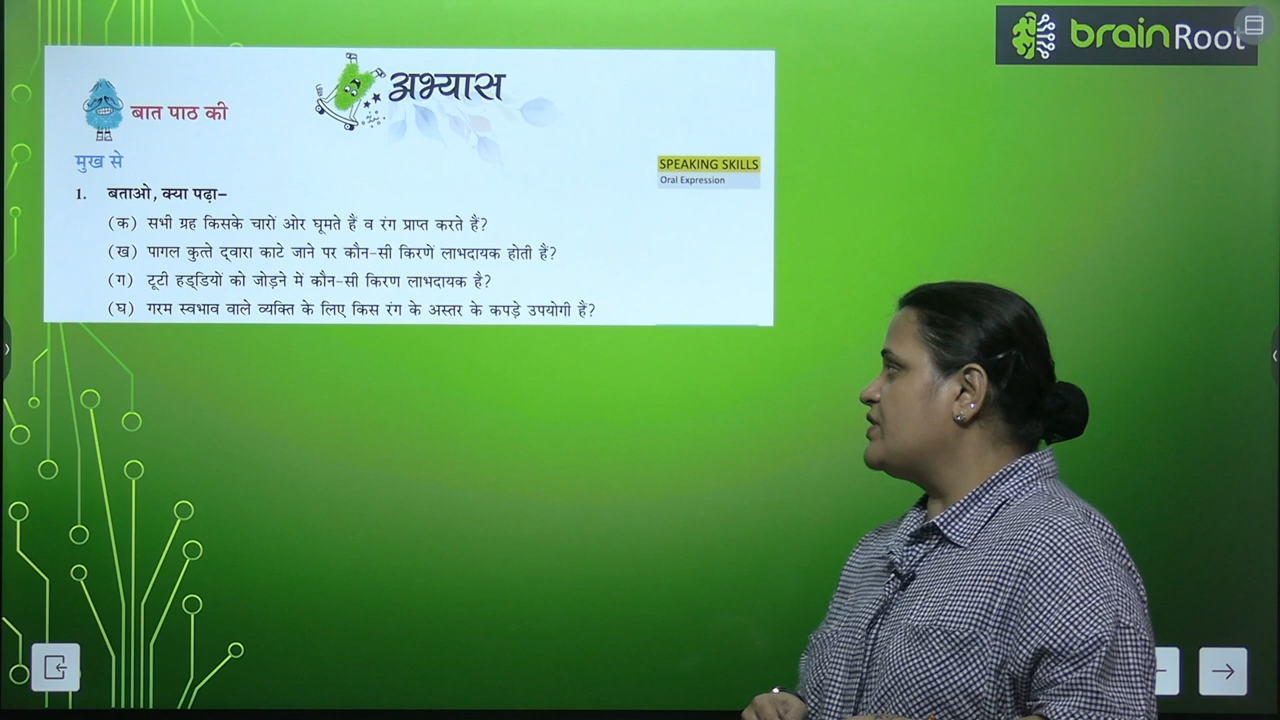 brainRoot
अभ्यास
बात पाठ की
मुख से
SPEAKING SKILLS
Oral Expression
1. बताओ, क्या पढ़ा–
(क) सभी ग्रह किसके चारों ओर घूमते हैं व रंग प्राप्त करते हैं?
(ख) पागल कुत्ते द्वारा काटे जाने पर कौन-सी किरणें लाभदायक होती हैं?
(ग) टूटी हड्डियों को जोड़ने में कौन-सी किरण लाभदायक है?
(घ) गरम स्वभाव वाले व्यक्ति के लिए किस रंग के अस्तर के कपड़े उपयोगी हैं?